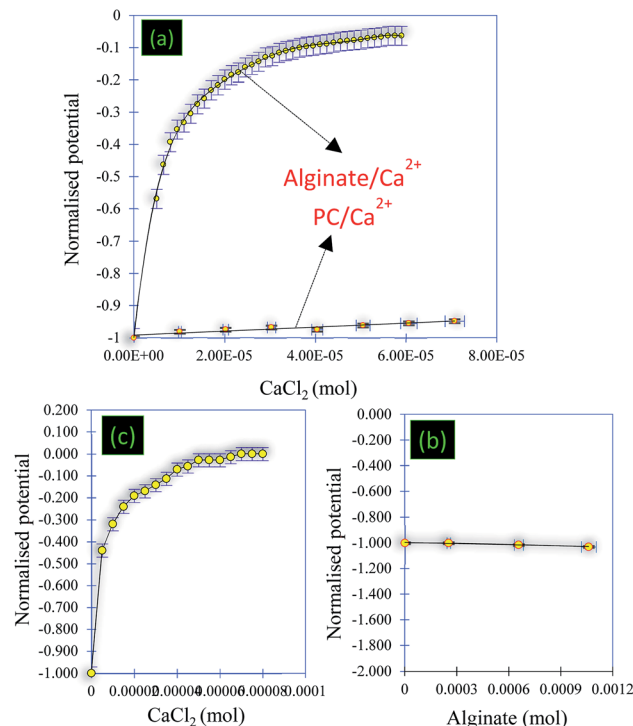 (a)
Normalised potential
0
-0.1
-0.2
-0.3
-0.4
-0.5
-0.6
-0.7
-0.8
-0.9
-1
Alginate/Ca²⁺
PC/Ca²⁺
0.00E+00 2.00E-05 4.00E-05 6.00E-05 8.00E-05
CaCl₂ (mol)
(c)
Normalised potential
0.200
0.100
0.000
-0.100
-0.200
-0.300
-0.400
-0.500
-0.600
-0.700
-0.800
-0.900
-1.000
0 0.00002 0.00004 0.00006 0.00008 0.0001
CaCl₂ (mol)
(b)
Normalised potential
0.000
-0.200
-0.400
-0.600
-0.800
-1.000
-1.200
-1.400
-1.600
-1.800
-2.000
0 0.0003 0.0006 0.0009 0.0012
Alginate (mol)